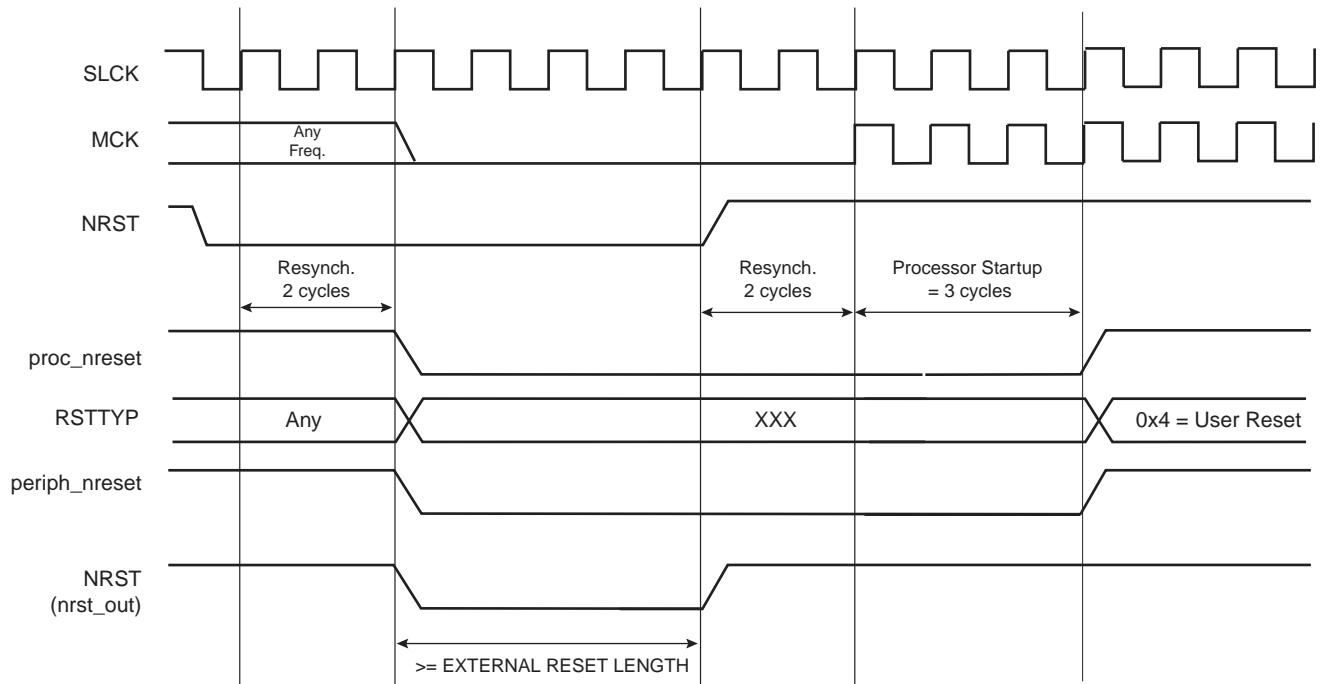 SLCK
MCK
Any
Freq.
NRST
Resynch.
2 cycles
Resynch.
2 cycles
Processor Startup
= 3 cycles
proc_nreset
RSTTYP
Any
XXX
0x4 = User Reset
periph_nreset
NRST
(nrst_out)
>= EXTERNAL RESET LENGTH